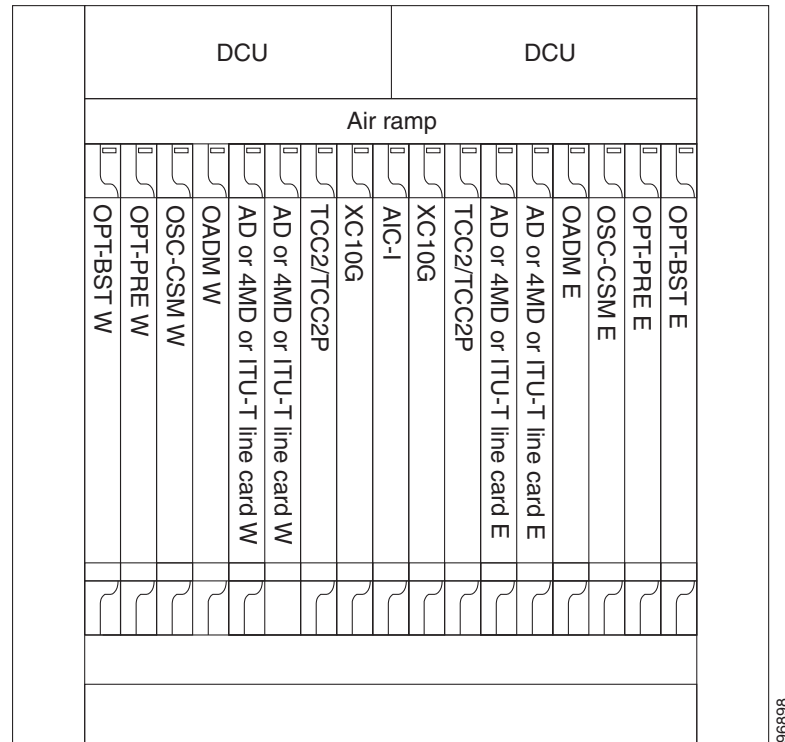 DCU
DCU
Air ramp
OPT-BST W
OPT-PRE W
OSC-CSM W
OADM W
AD or 4MD or ITU-T line card W
AD or 4MD or ITU-T line card W
TCC2/TCC2P
XC10G
AIC-I
XC10G
TCC2/TCC2P
AD or 4MD or ITU-T line card E
AD or 4MD or ITU-T line card E
OADM E
OSC-CSM E
OPT-PRE E
OPT-BST E
96898